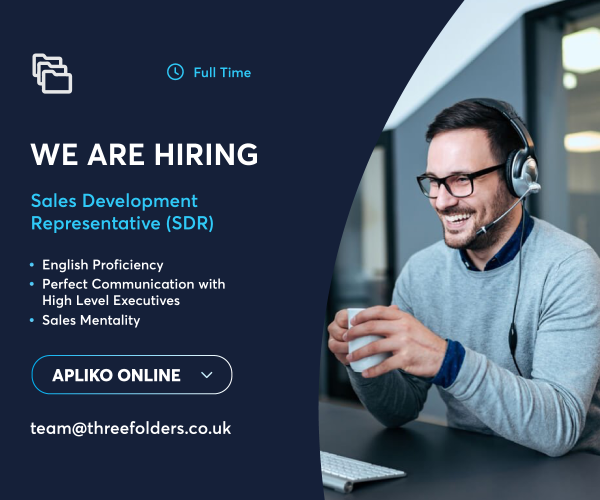 Full Time
WE ARE HIRING
Sales Development
Representative (SDR)
• English Proficiency
• Perfect Communication with
High Level Executives
• Sales Mentality
APLIKO ONLINE
team@threefolders.co.uk